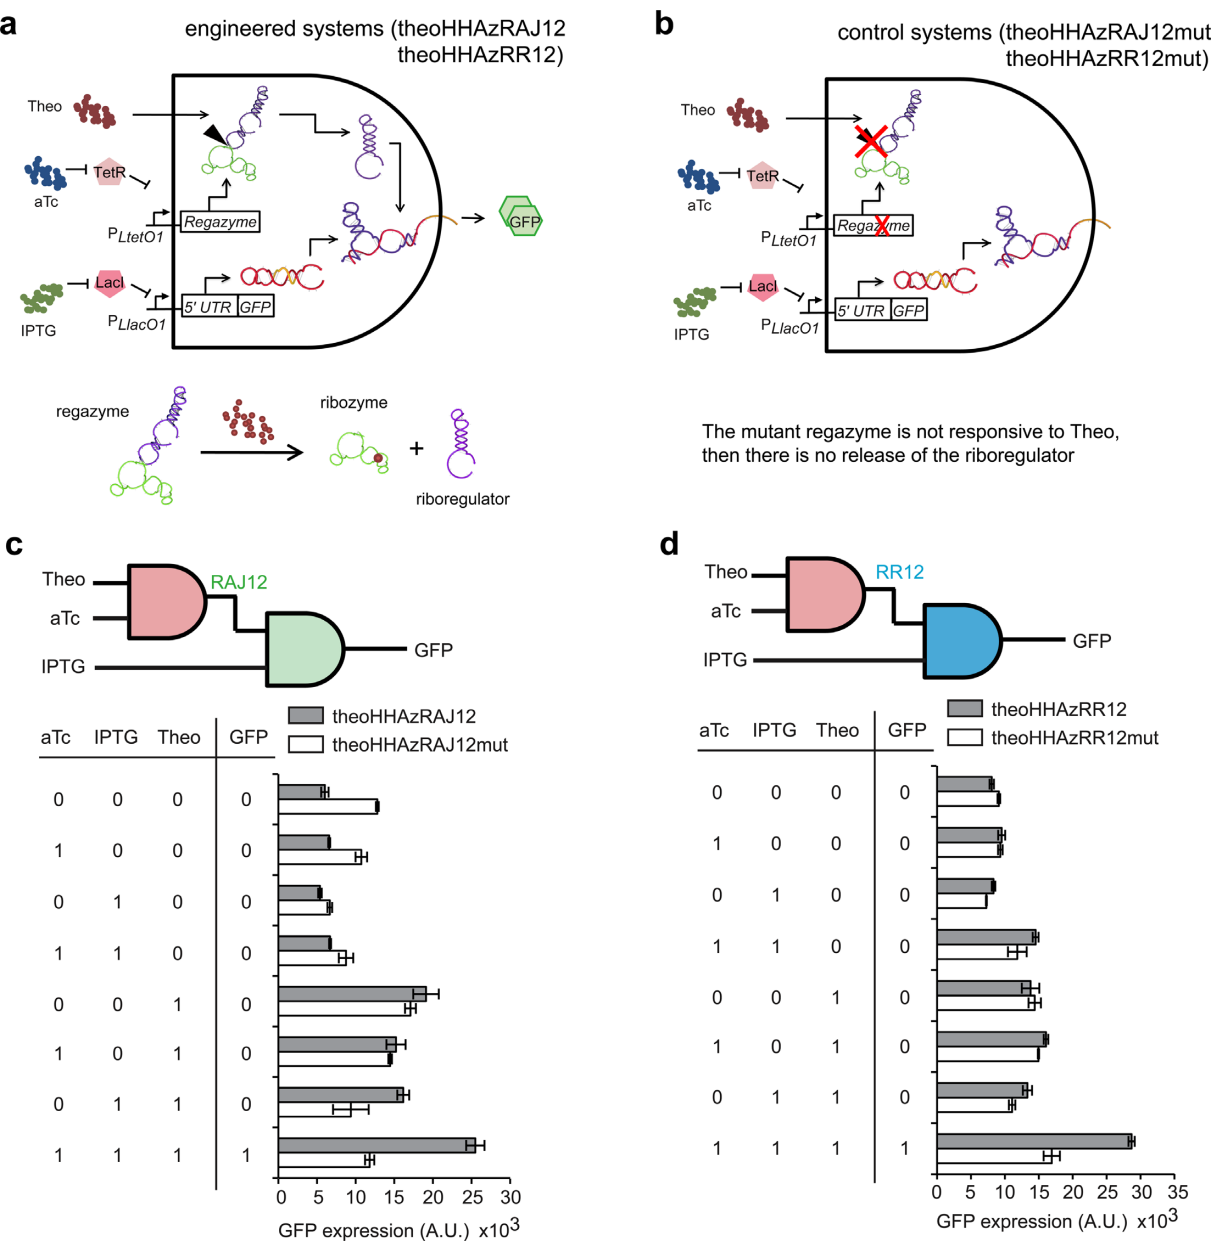 a
engineered systems (theoHHAzRAJ12
theoHHAzRR12)
Theo
aTc
TetR
PLtetO1
Regazyme
GFP
LacI
IPTG
PLlacO1
5' UTR GFP
regazyme
ribozyme
+
riboregulator
b
control systems (theoHHAzRAJ12mut
theoHHAzRR12mut)
Theo
aTc
TetR
PLtetO1
Regazyme
LacI
IPTG
PLlacO1
5' UTR GFP
The mutant regazyme is not responsive to Theo,
then there is no release of the riboregulator
c
Theo
RAJ12
aTc
IPTG
GFP
theoHHAzRAJ12
theoHHAzRAJ12mut
aTc IPTG Theo GFP
0 0 0 0
1 0 0 0
0 1 0 0
1 1 0 0
0 0 1 0
1 0 1 0
0 1 1 0
1 1 1 1
0 5 10 15 20 25 30
GFP expression (A.U.) x10³
d
Theo
RR12
aTc
IPTG
GFP
theoHHAzRR12
theoHHAzRR12mut
aTc IPTG Theo GFP
0 0 0 0
1 0 0 0
0 1 0 0
1 1 0 0
0 0 1 0
1 0 1 0
0 1 1 0
1 1 1 1
0 5 10 15 20 25 30 35
GFP expression (A.U.) x10³